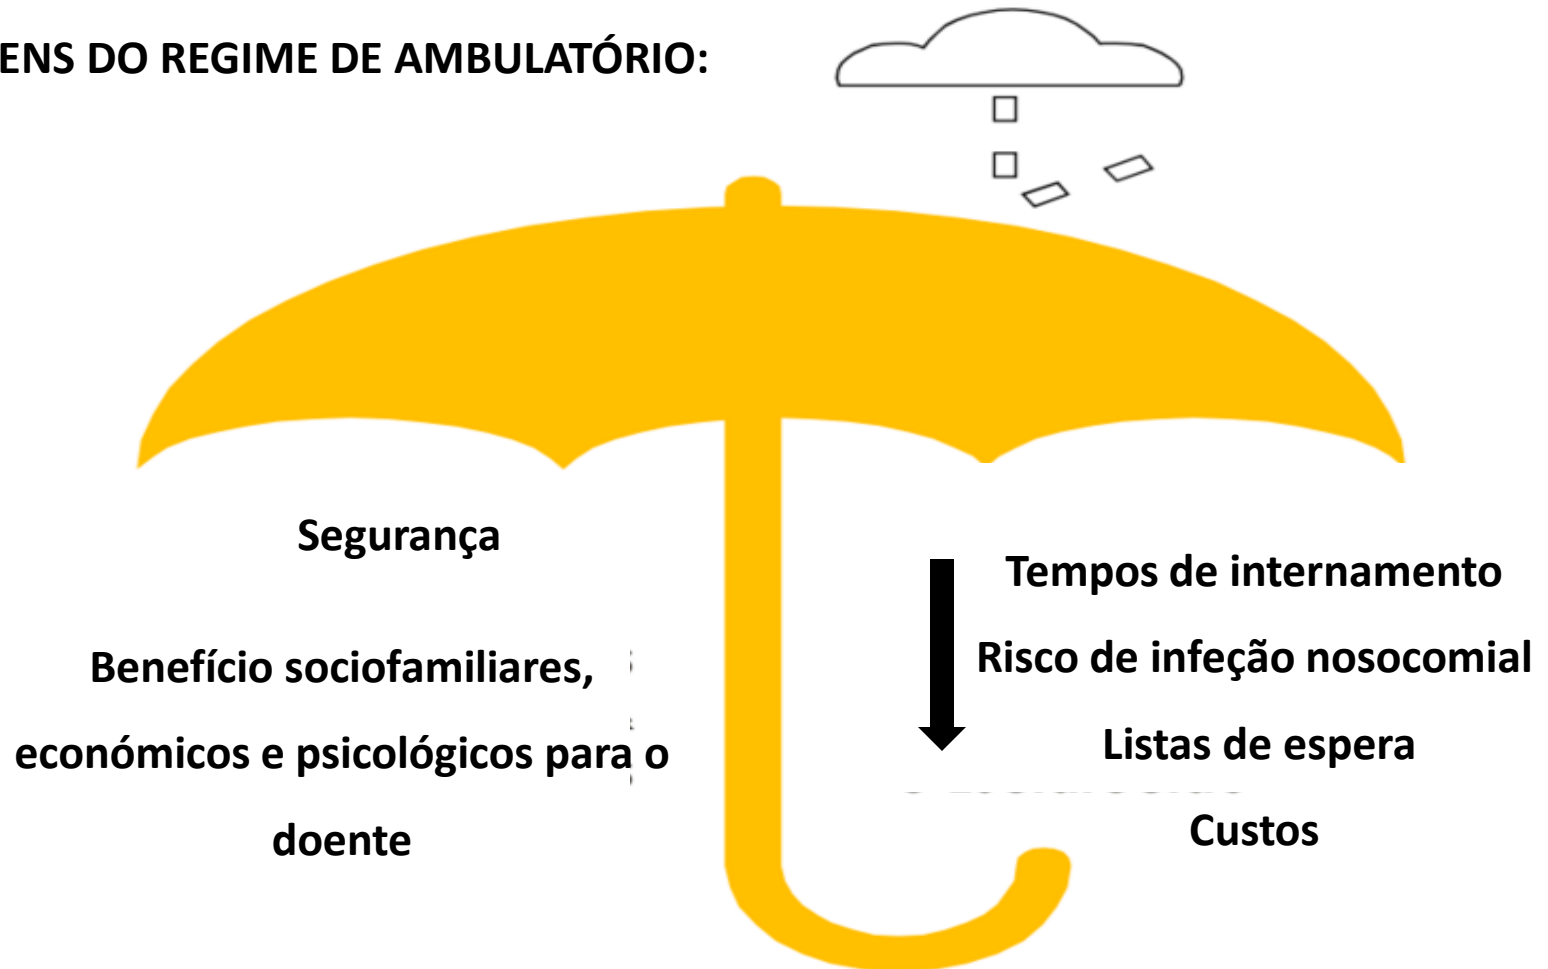 ENS DO REGIME DE AMBULATÓRIO:
Segurança
Benefício sociofamiliares,
económicos e psicológicos para o
doente
Tempos de internamento
Risco de infeção nosocomial
Listas de espera
Custos